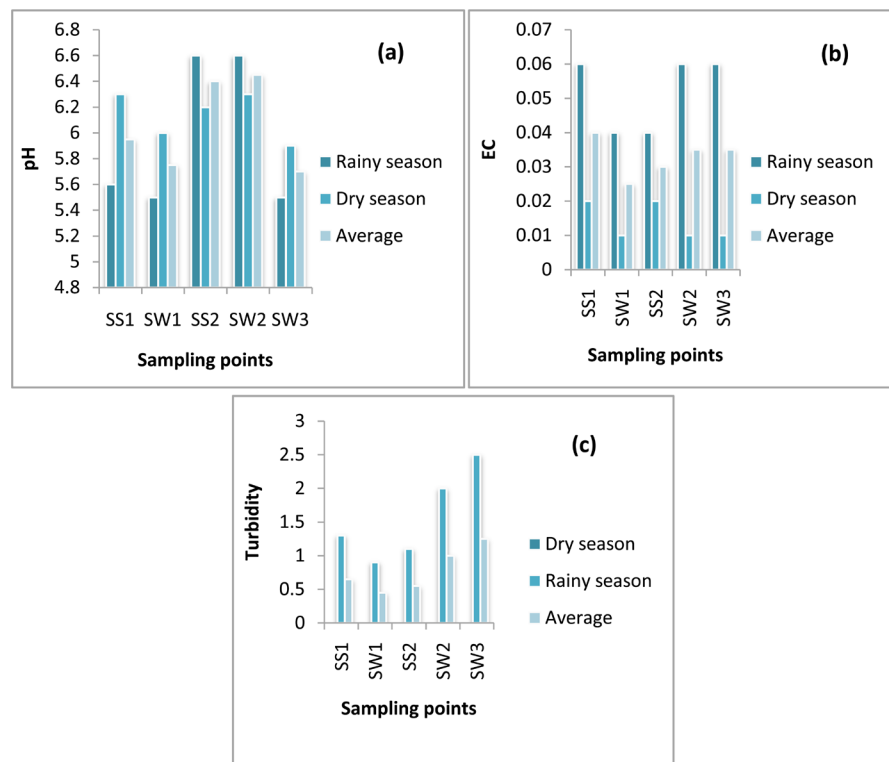 (a)
pH
6.8
6.6
6.4
6.2
6
5.8
5.6
5.4
5.2
5
4.8
SS1 SW1 SS2 SW2 SW3
Sampling points
Rainy season
Dry season
Average
(b)
EC
0.07
0.06
0.05
0.04
0.03
0.02
0.01
0
SS1 SW1 SS2 SW2 SW3
Sampling points
Rainy season
Dry season
Average
(c)
Turbidity
3
2.5
2
1.5
1
0.5
0
SS1 SW1 SS2 SW2 SW3
Sampling points
Dry season
Rainy season
Average